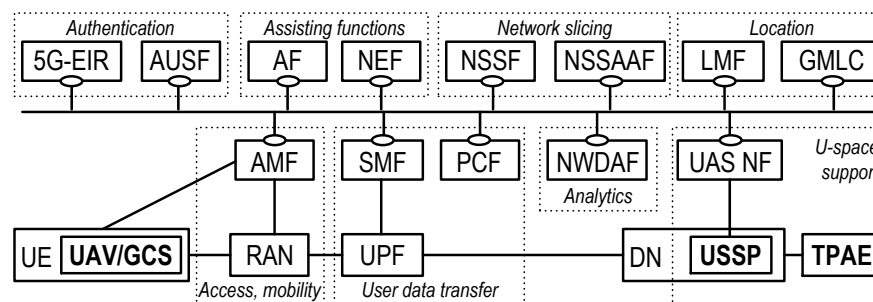 Authentication
Assisting functions
Network slicing
Location
5G-EIR
AUSF
AF
NEF
NSSF
NSSAAF
LMF
GMLC
AMF
SMF
PCF
NWDAF
UAS NF
U-space
support
Analytics
UE
UAV/GCS
RAN
UPF
DN
USSP
TPAE
Access, mobility
User data transfer